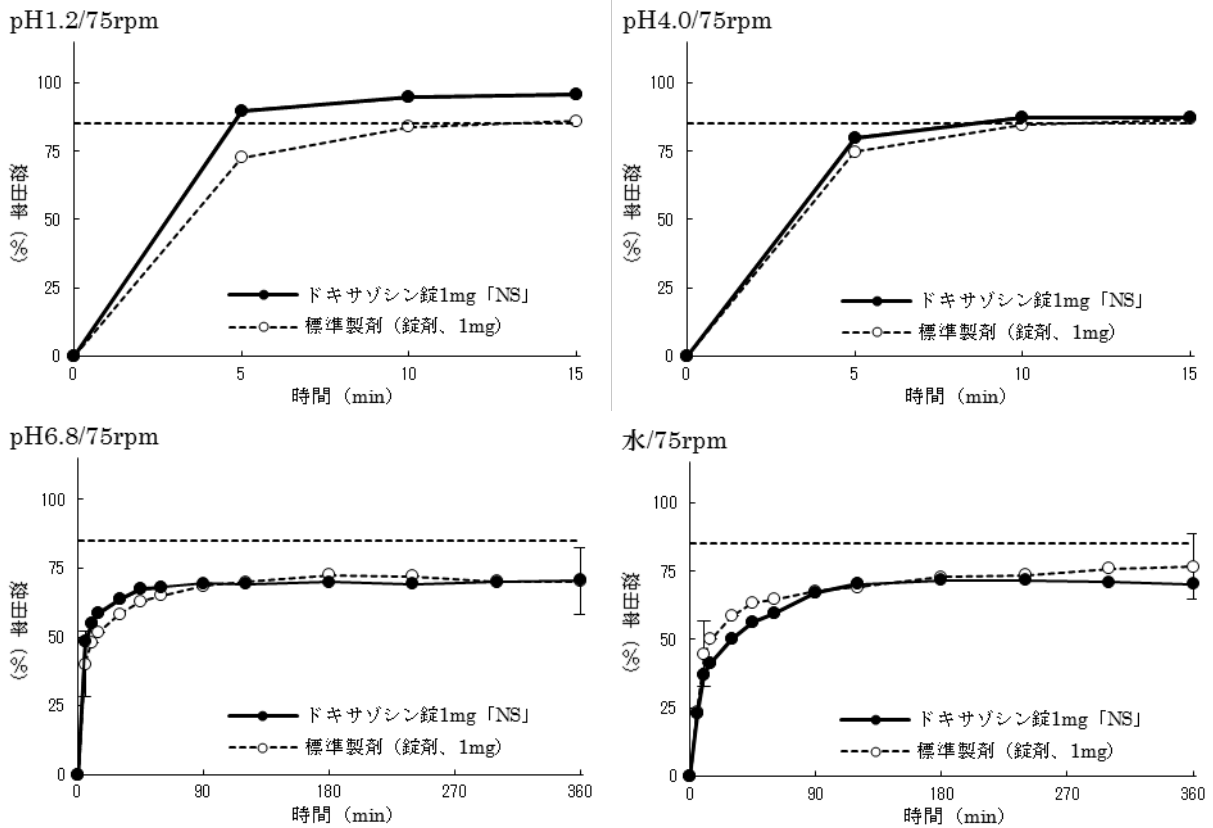 pH1.2/75rpm
100
75
50
25
0
溶出率 (%)
ドキサゾシン錠1mg「NS」
標準製剤（錠剤、1mg）
0 5 10 15
時間（min）
pH4.0/75rpm
100
75
50
25
0
溶出率 (%)
ドキサゾシン錠1mg「NS」
標準製剤（錠剤、1mg）
0 5 10 15
時間（min）
pH6.8/75rpm
100
75
50
25
0
溶出率 (%)
ドキサゾシン錠1mg「NS」
標準製剤（錠剤、1mg）
0 90 180 270 360
時間（min）
水/75rpm
100
75
50
25
0
溶出率 (%)
ドキサゾシン錠1mg「NS」
標準製剤（錠剤、1mg）
0 90 180 270 360
時間（min）